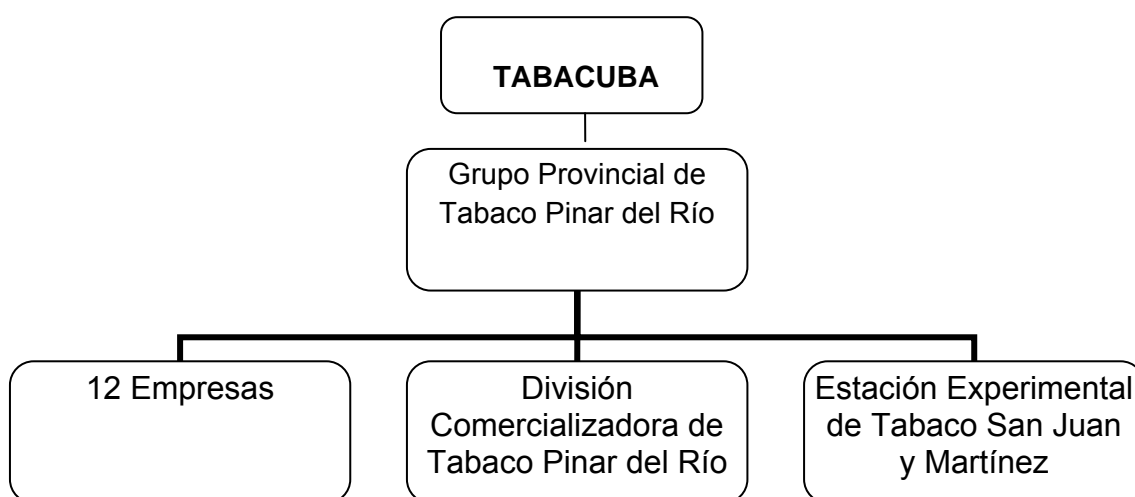 TABACUBA
Grupo Provincial de
Tabaco Pinar del Río
12 Empresas
División
Comercializadora de
Tabaco Pinar del Río
Estación Experimental
de Tabaco San Juan
y Martínez